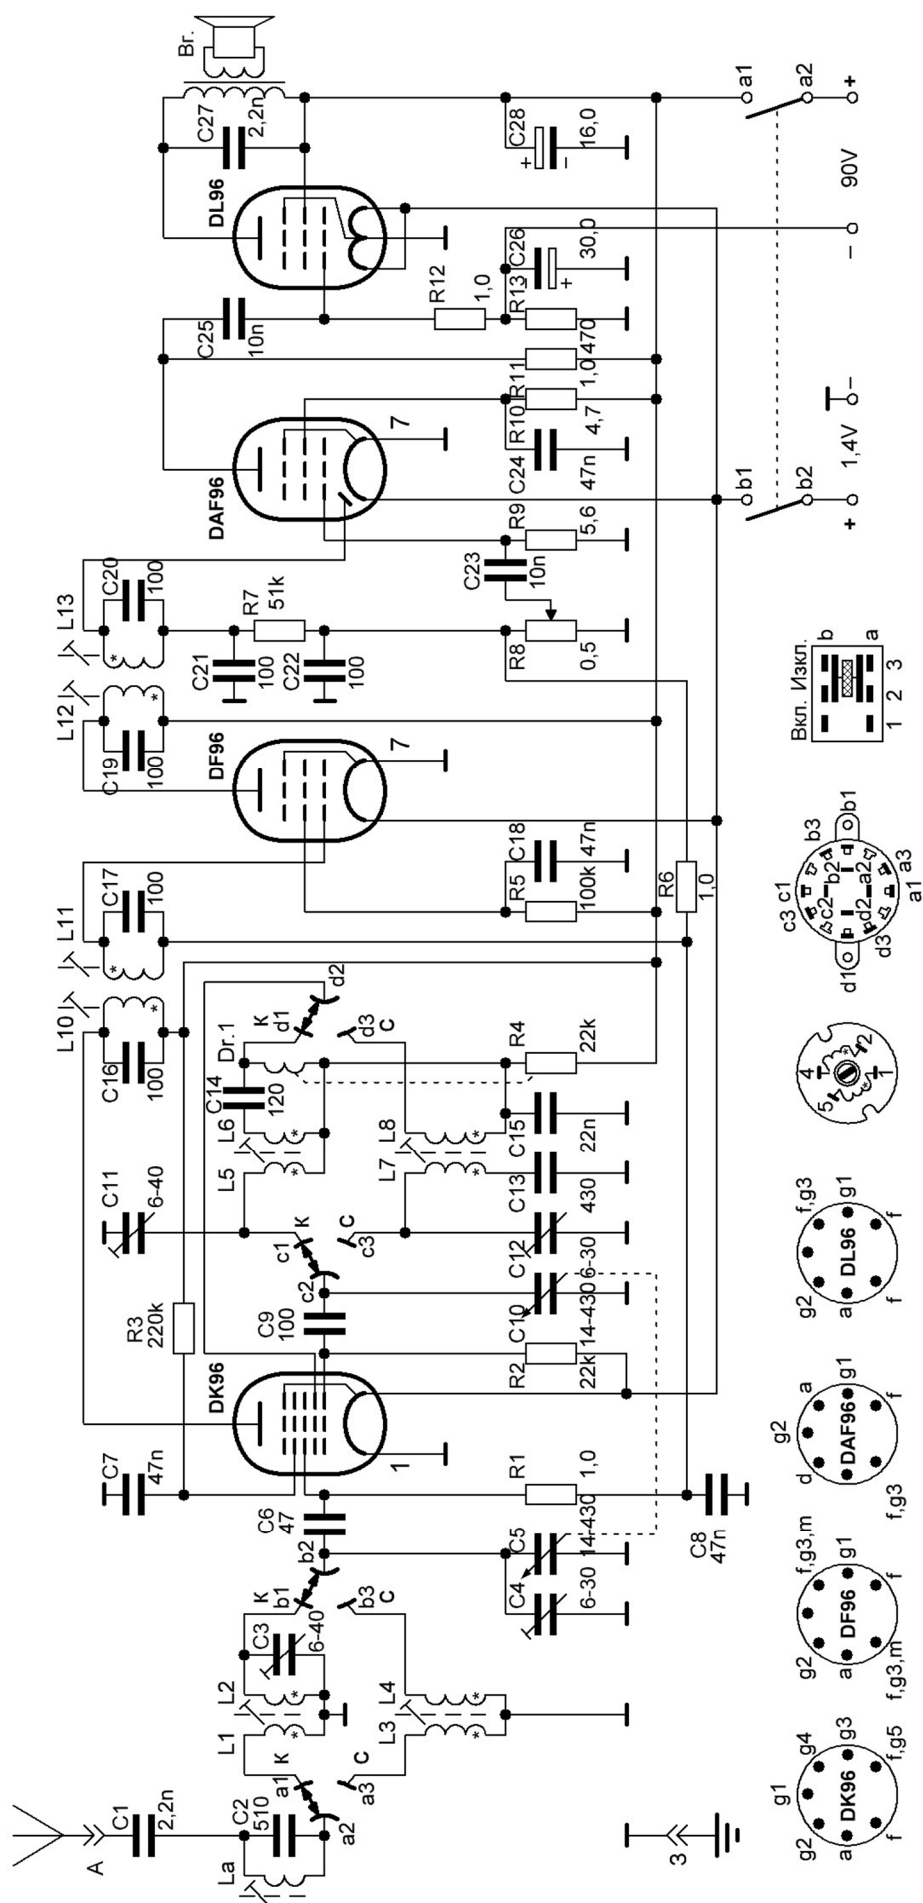 A
C1
2,2n
La
C2
510
a2
a1
a3
К
С
L1
L2
L3
L4
C3
6-40
К
b1
b2
b3
С
C4
6-30
C5
14-430
C6
47
C7
47n
R1
1,0
C8
47n
DK96
1
R3
220k
C9
100
R2
22k
C10
14-430
C11
6-40
c2
c1
К
С
c3
C12
6-30
C13
430
L5
L6
L7
L8
C14
120
C15
22n
Dr.1
К
d1
d2
d3
С
R4
22k
C16
100
L10
L11
C17
100
R5
100k
C18
47n
R6
1,0
DF96
7
C19
100
L12
L13
C20
100
C21
100
R7
51k
C22
100
R8
0,5
C23
10n
R9
5,6
DAF96
7
C24
47n
R10
4,7
R11
1,0
C25
10n
R12
1,0
R13
470
C26
30,0
DL96
C27
2,2n
Br.
C28
16,0
+
–
+
a1
a2
b1
b2
+
1,4V
–
–
90V
+
3
DK96
g1
g2
g4
a
g3
f
f,g5
DF96
g2
f,g3,m
a
g1
f,g3,m
f
DAF96
g2
d
a
g1
f,g3
f
DL96
g2
f,g3
a
g1
f
f
5
4
1
2
c3
c1
b3
d1
c2
b2
b1
d2
a2
d3
a1
a3
Вкл. Изкл.
b
a
1
2
3